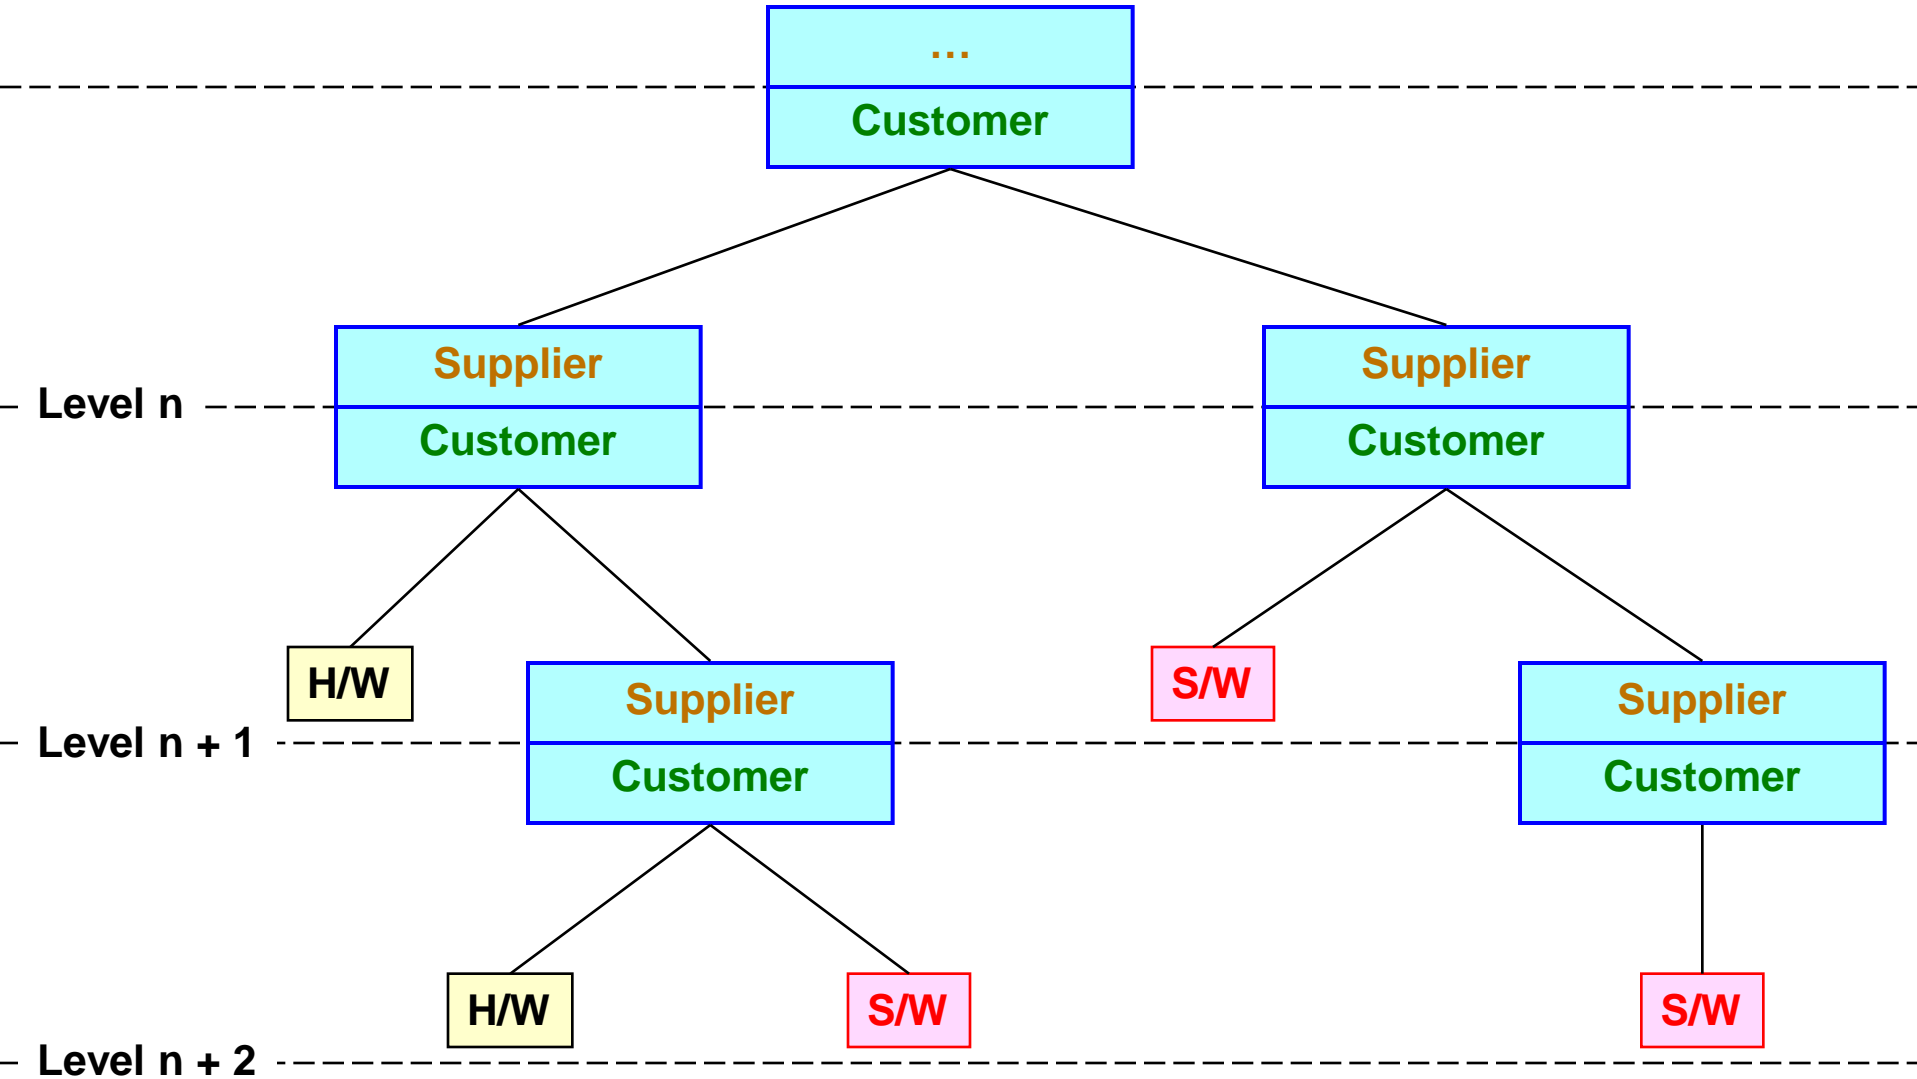 …
Customer
Supplier
Supplier
Level n
Customer
Customer
H/W
S/W
Supplier
Supplier
Level n + 1
Customer
Customer
H/W
S/W
S/W
Level n + 2